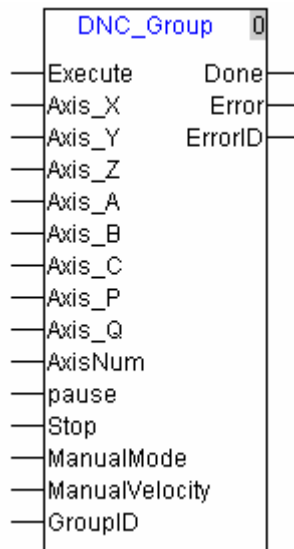 DNC_Group 0
Execute Done
Axis_X Error
Axis_Y ErrorID
Axis_Z
Axis_A
Axis_B
Axis_C
Axis_P
Axis_Q
AxisNum
pause
Stop
ManualMode
ManualVelocity
GroupID